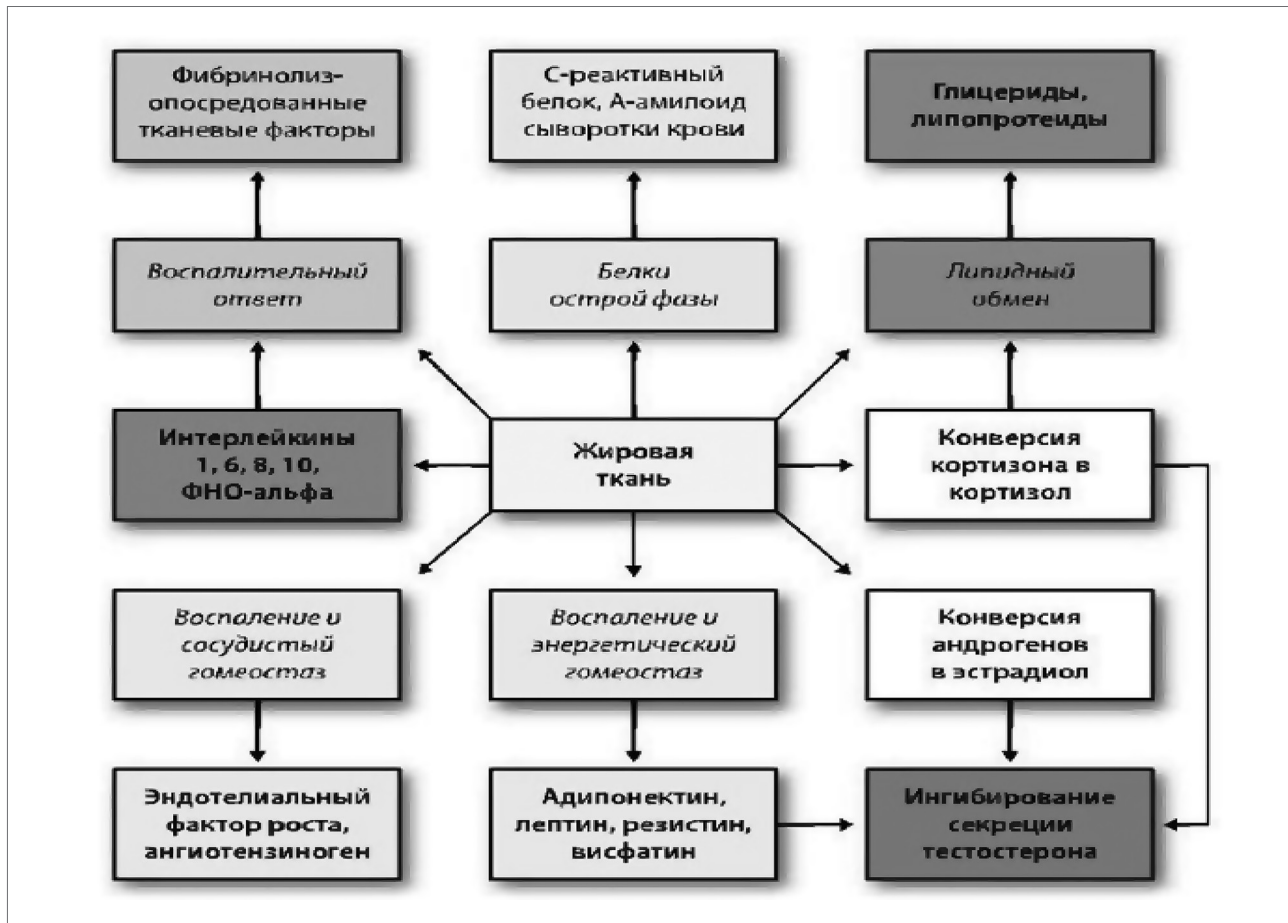 Фибринолиз-
опосредованные
тканевые факторы
С-реактивный
белок, А-амилоид
сыворотки крови
Глицериды,
липопротеиды
Воспалительный
ответ
Белки
острой фазы
Липидный
обмен
Интерлейкины
1, 6, 8, 10,
ФНО-альфа
Жировая
ткань
Конверсия
кортизона в
кортизол
Воспаление и
сосудистый
гомеостаз
Воспаление и
энергетический
гомеостаз
Конверсия
андрогенов
в эстрадиол
Эндотелиальный
фактор роста,
ангиотензиноген
Адипонектин,
лептин, резистин,
висфатин
Ингибирование
секреции
тестостерона